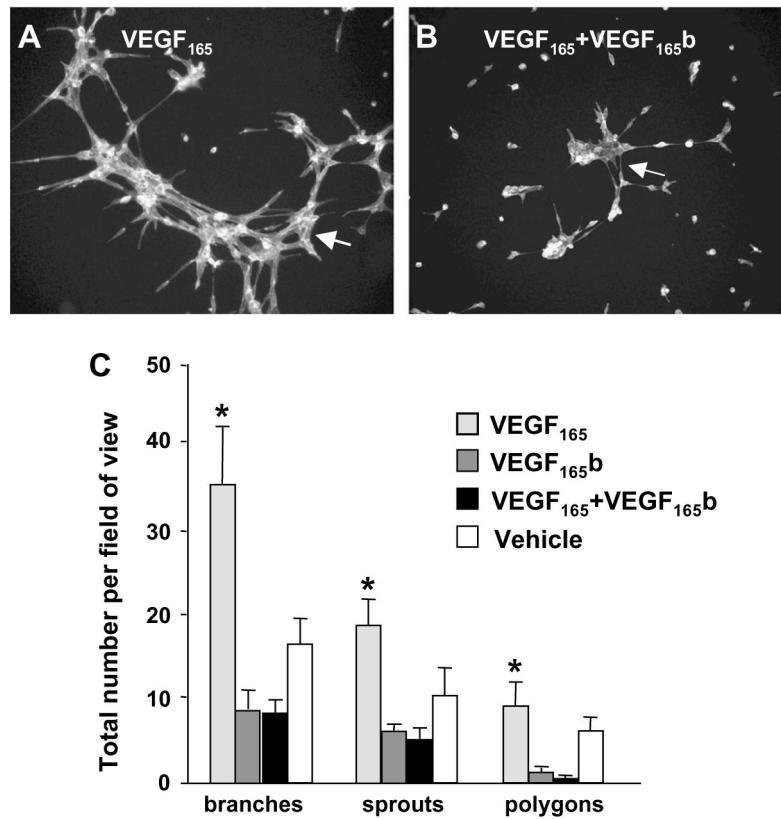 A
VEGF₁₆₅
B
VEGF₁₆₅+VEGF₁₆₅b
C
Total number per field of view
50
40
30
20
10
0
*
*
*
VEGF₁₆₅
VEGF₁₆₅b
VEGF₁₆₅+VEGF₁₆₅b
Vehicle
branches sprouts polygons